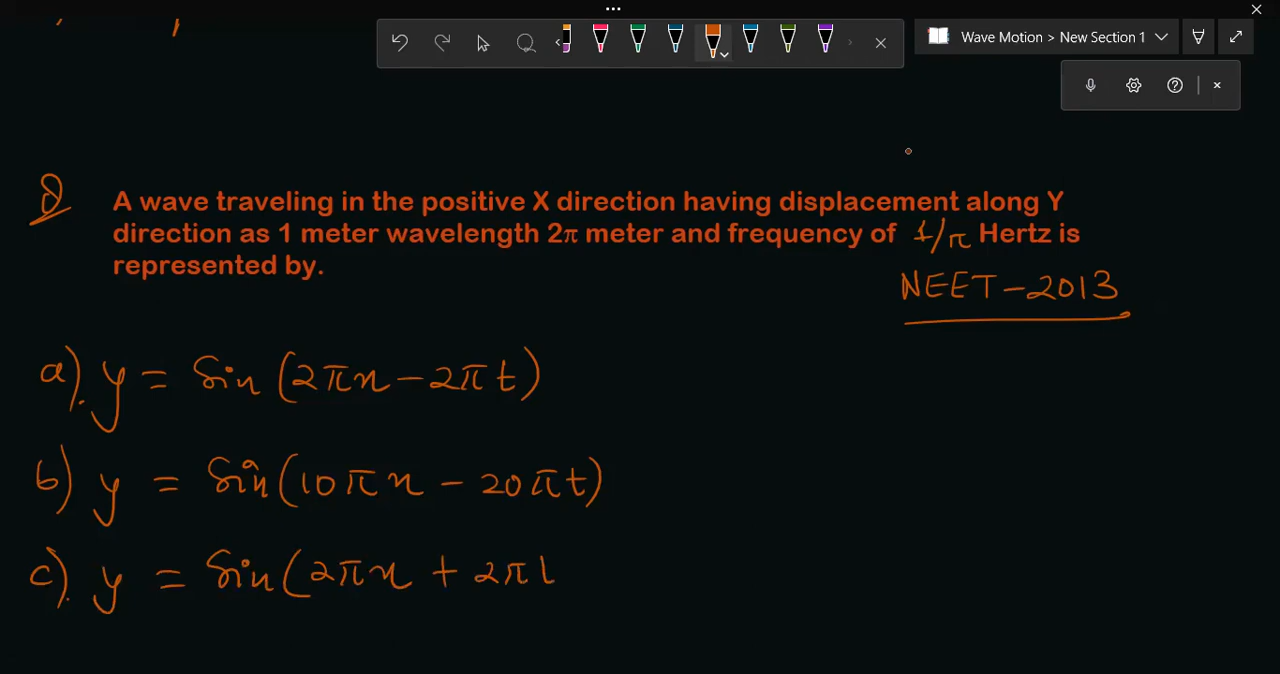 Wave Motion > New Section 1
Q A wave traveling in the positive X direction having displacement along Y
direction as 1 meter wavelength 2π meter and frequency of 1/π Hertz is
represented by.
NEET-2013
a). y = Sin (2πx - 2πt)
b) y = Sin (10πx - 20πt)
c). y = Sin (2πx + 2π